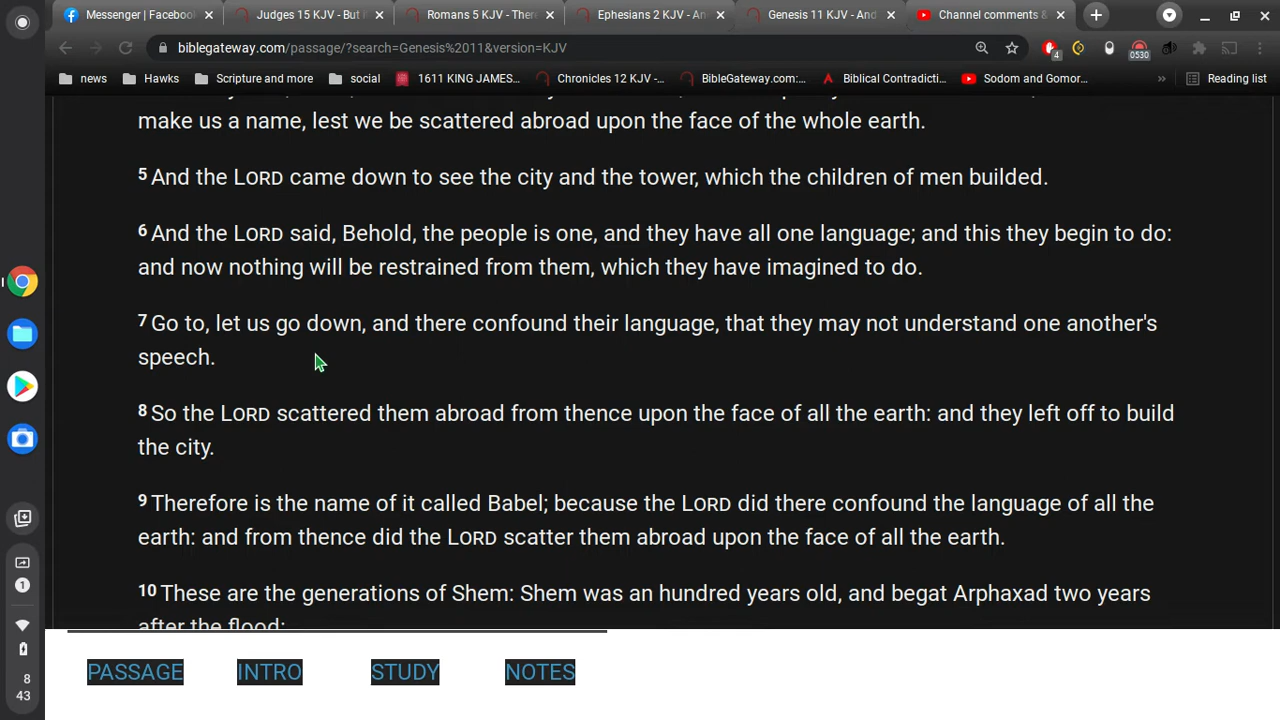 Messenger | Facebook
Judges 15 KJV - But i
Romans 5 KJV - There
Ephesians 2 KJV - An
Genesis 11 KJV - And
Channel comments &
biblegateway.com/passage/?search=Genesis%2011&version=KJV
4
0530
news
Hawks
Scripture and more
social
1611 KING JAMES...
Chronicles 12 KJV -...
BibleGateway.com:...
Biblical Contradicti...
Sodom and Gomor...
»
Reading list
make us a name, lest we be scattered abroad upon the face of the whole earth.
5 And the LORD came down to see the city and the tower, which the children of men builded.
6 And the LORD said, Behold, the people is one, and they have all one language; and this they begin to do:
and now nothing will be restrained from them, which they have imagined to do.
7 Go to, let us go down, and there confound their language, that they may not understand one another's
speech.
8 So the LORD scattered them abroad from thence upon the face of all the earth: and they left off to build
the city.
9 Therefore is the name of it called Babel; because the LORD did there confound the language of all the
earth: and from thence did the LORD scatter them abroad upon the face of all the earth.
10 These are the generations of Shem: Shem was an hundred years old, and begat Arphaxad two years
after the flood:
PASSAGE
INTRO
STUDY
NOTES
1
8
43